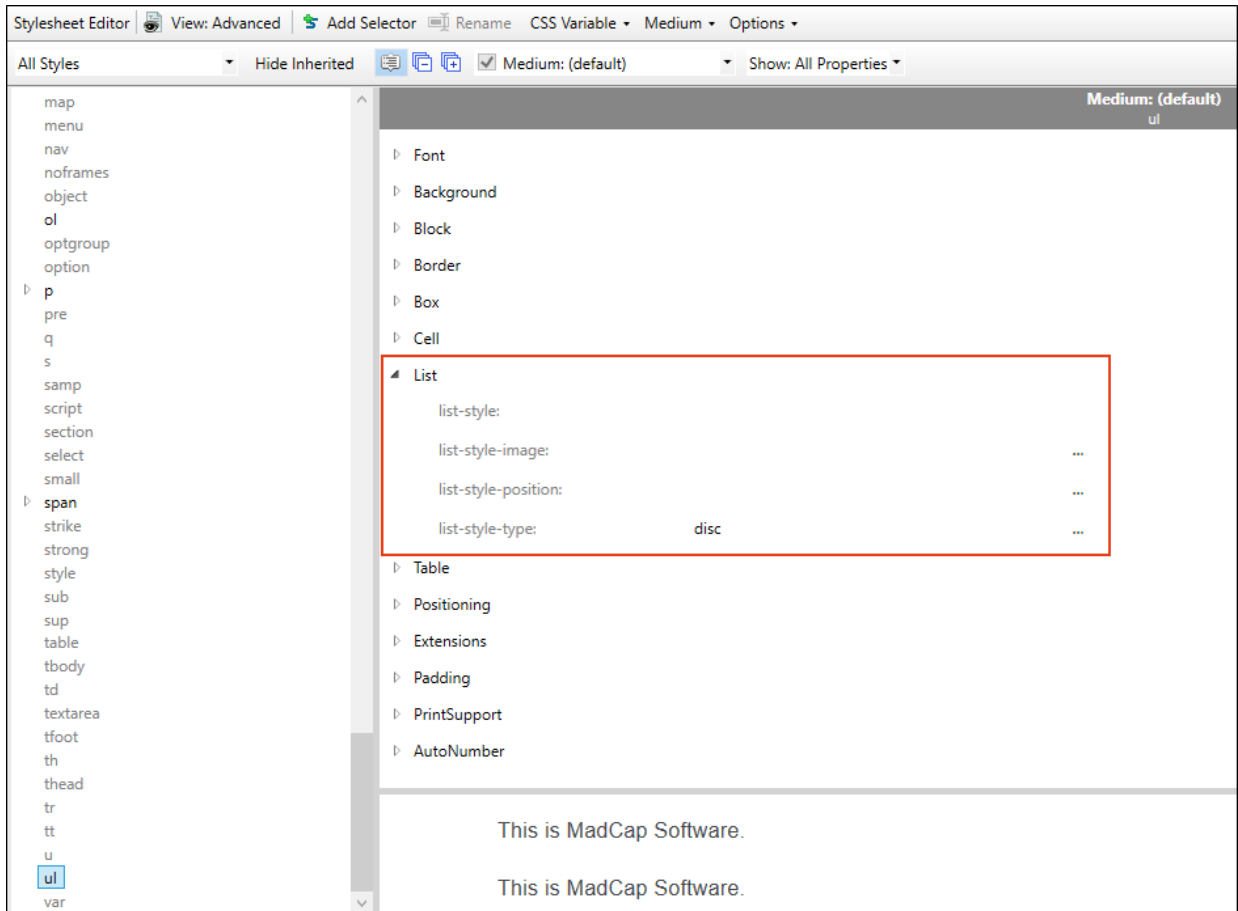 Stylesheet Editor View: Advanced Add Selector Rename CSS Variable Medium Options
All Styles Hide Inherited Medium: (default) Show: All Properties
map
menu
nav
noframes
object
ol
optgroup
option
p
pre
q
s
samp
script
section
select
small
span
strike
strong
style
sub
sup
table
tbody
td
textarea
tfoot
th
thead
tr
tt
u
ul
var
Medium: (default)
ul
Font
Background
Block
Border
Box
Cell
List
list-style:
list-style-image: ...
list-style-position: ...
list-style-type: disc ...
Table
Positioning
Extensions
Padding
PrintSupport
AutoNumber
This is MadCap Software.
This is MadCap Software.